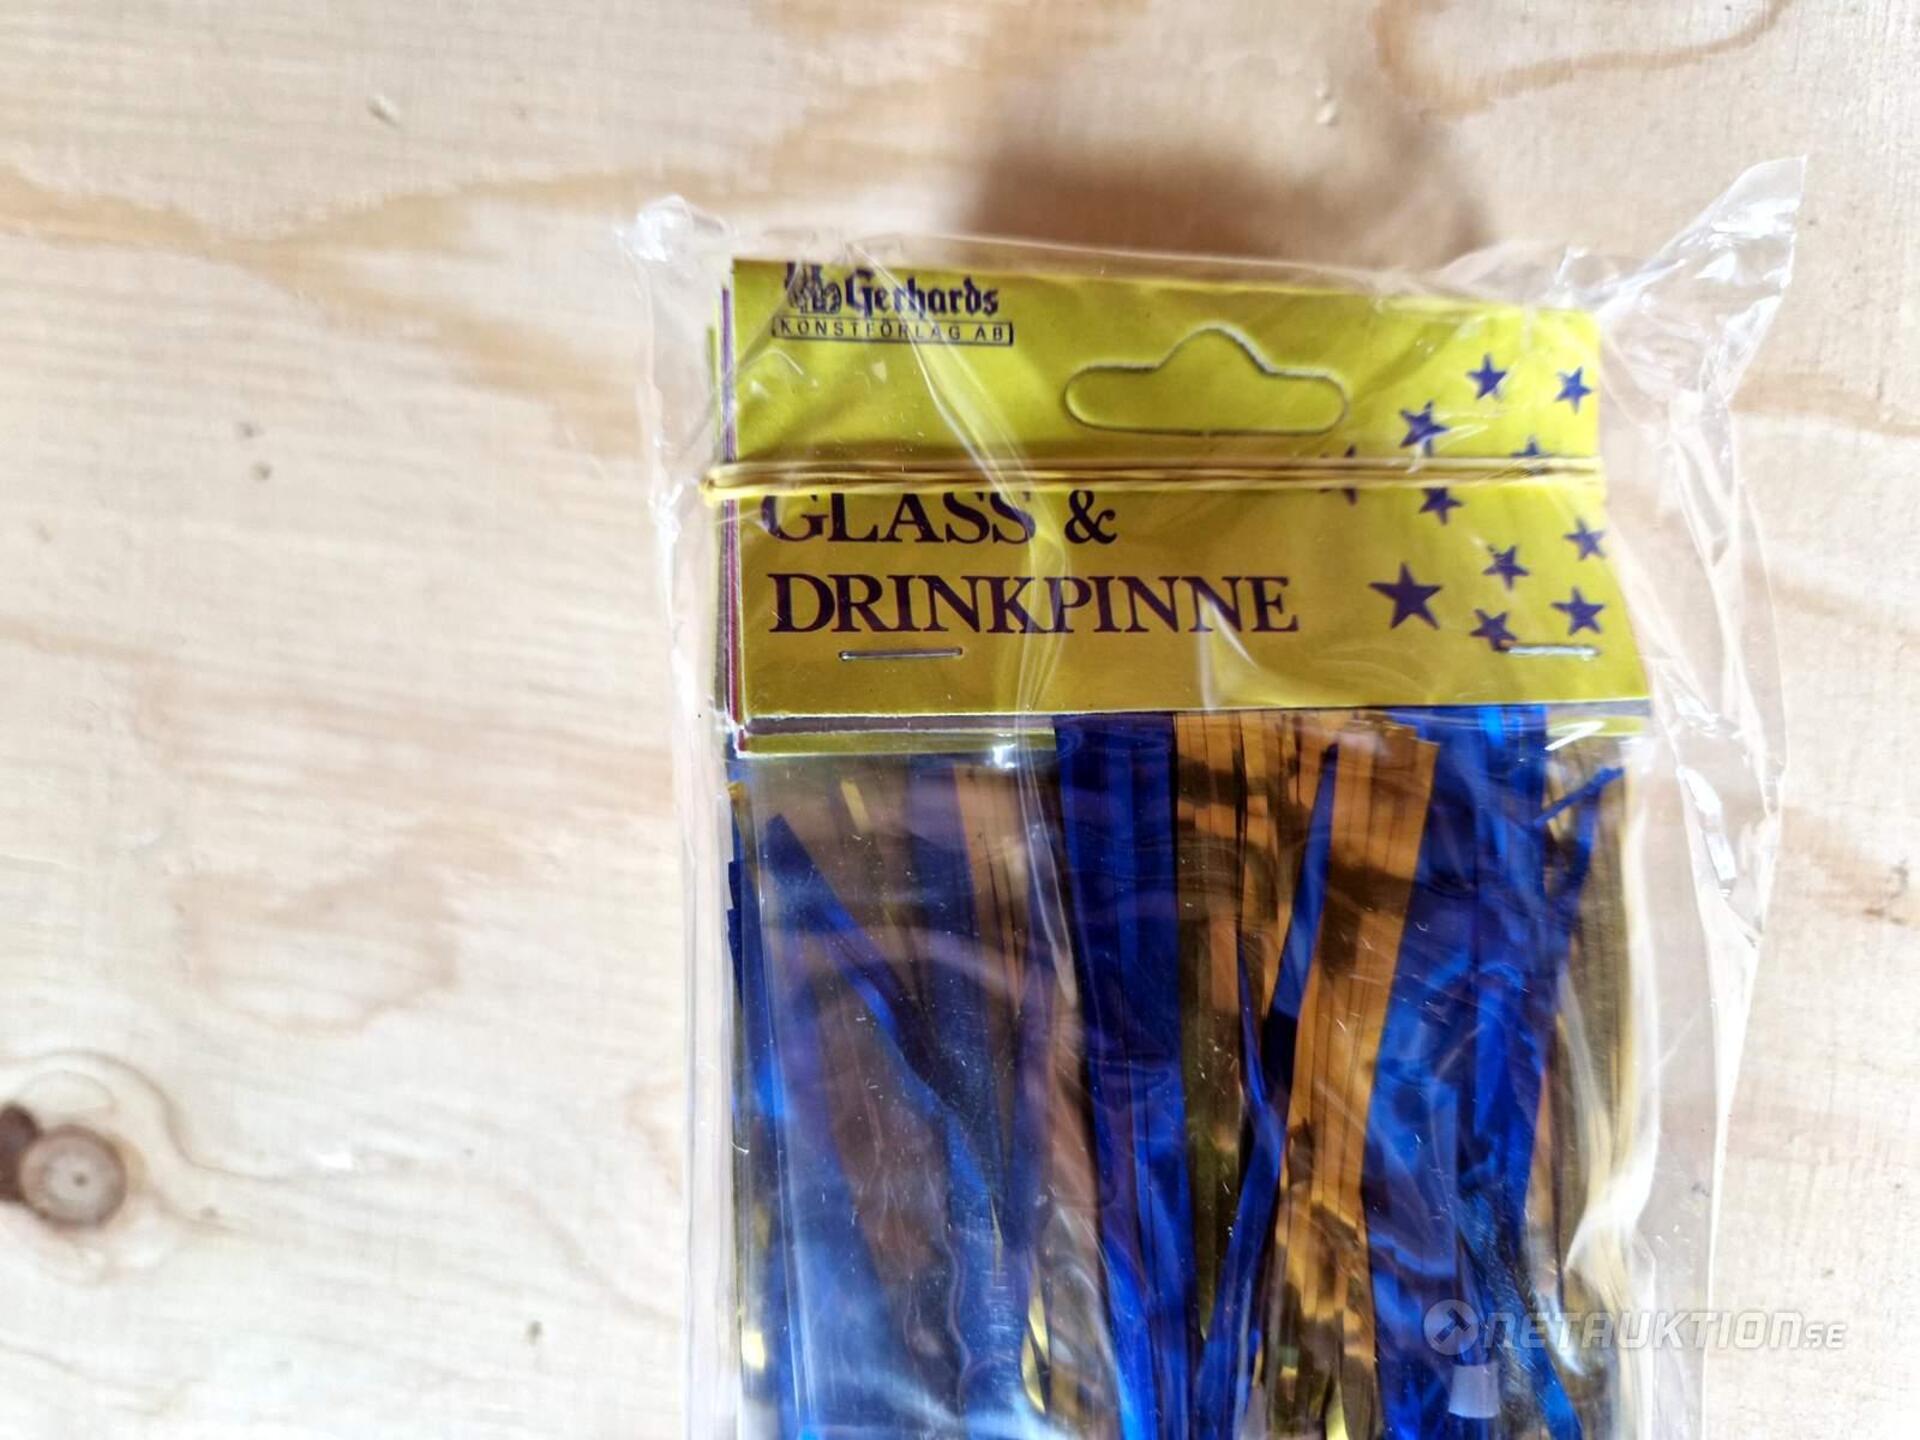 Gerhards
KONSTFÖRLAG AB
GLASS &
DRINKPINNE
NETAUKTION.SE